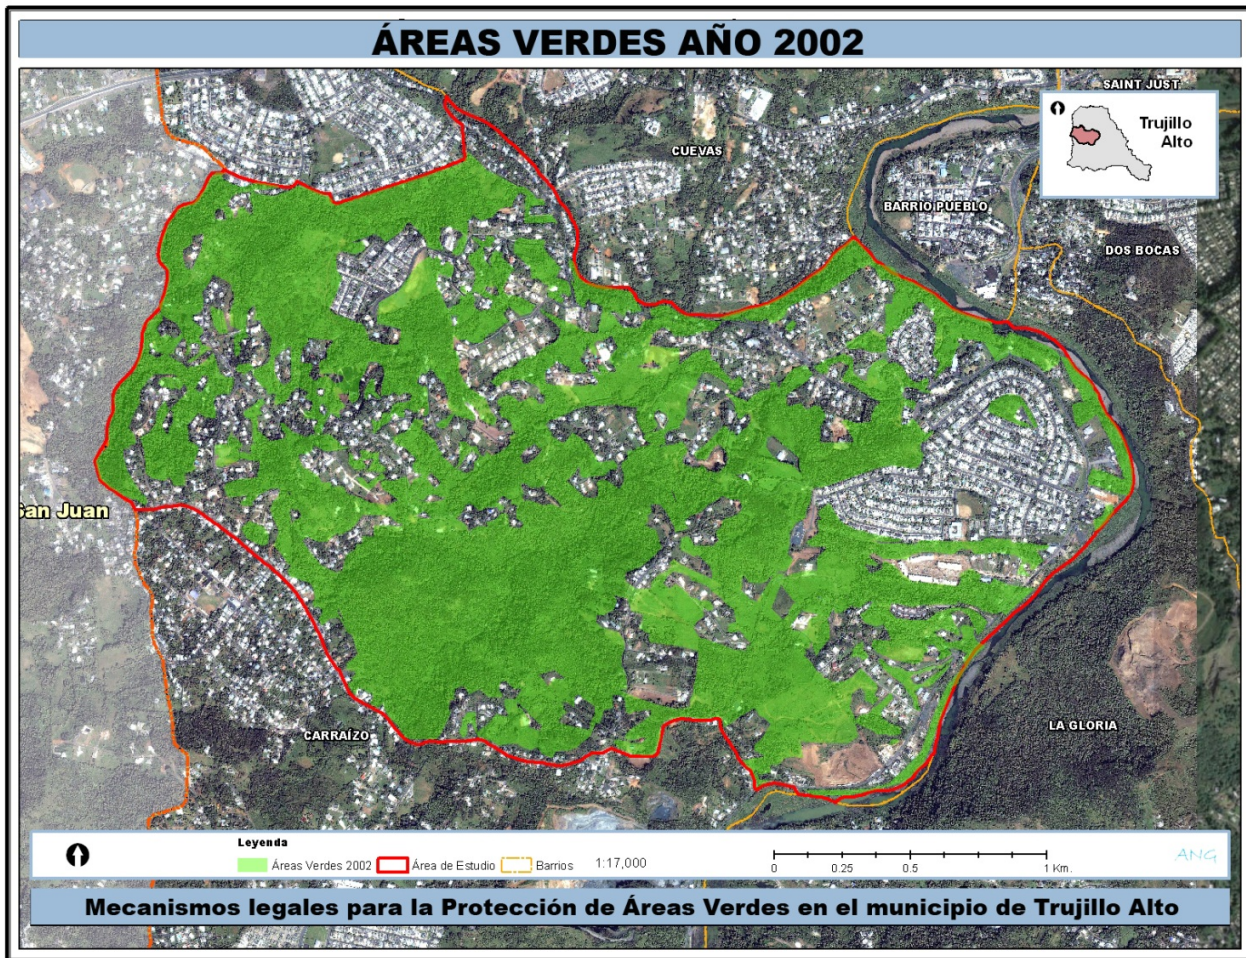 ÁREAS VERDES AÑO 2002
SAINT JUST
Trujillo
Alto
CUEVAS
BARRIO PUEBLO
DOS BOCAS
San Juan
CARRAÍZO
LA GLORIA
Leyenda
Áreas Verdes 2002 Área de Estudio Barrios 1:17,000
0 0.25 0.5 1 Km.
ANG
Mecanismos legales para la Protección de Áreas Verdes en el municipio de Trujillo Alto